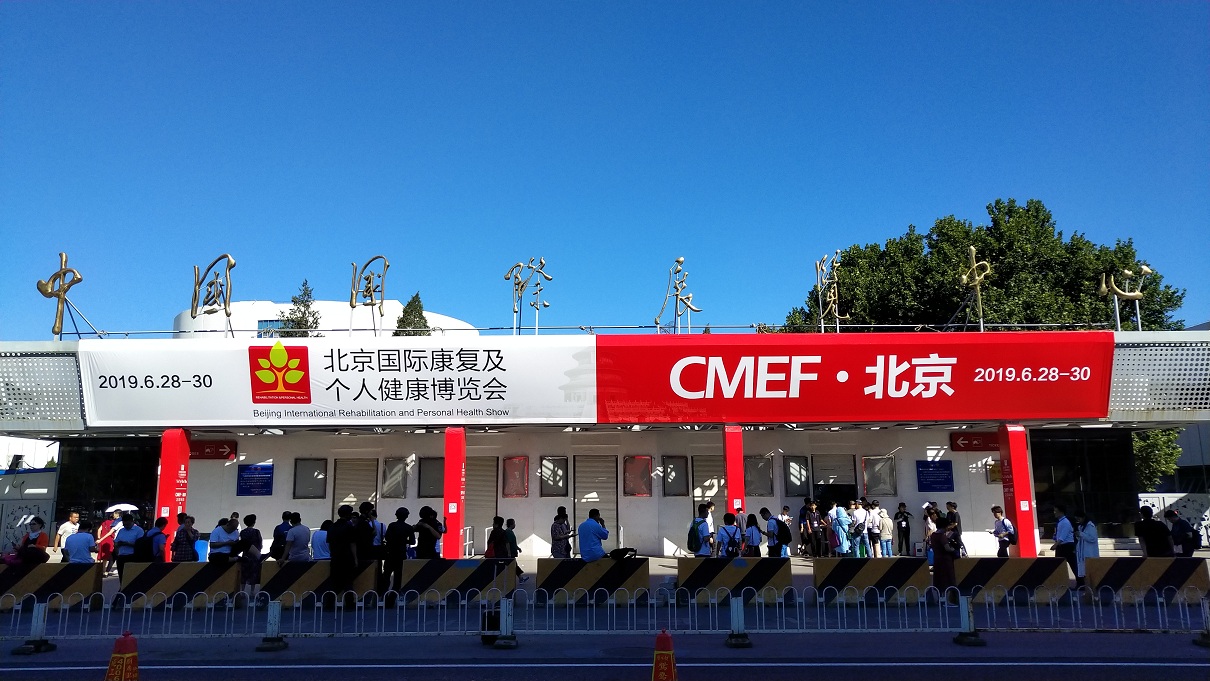 中国国际展览中心
2019.6.28-30
北京国际康复及
个人健康博览会
Beijing International Rehabilitation and Personal Health Show
CMEF·北京
2019.6.28-30